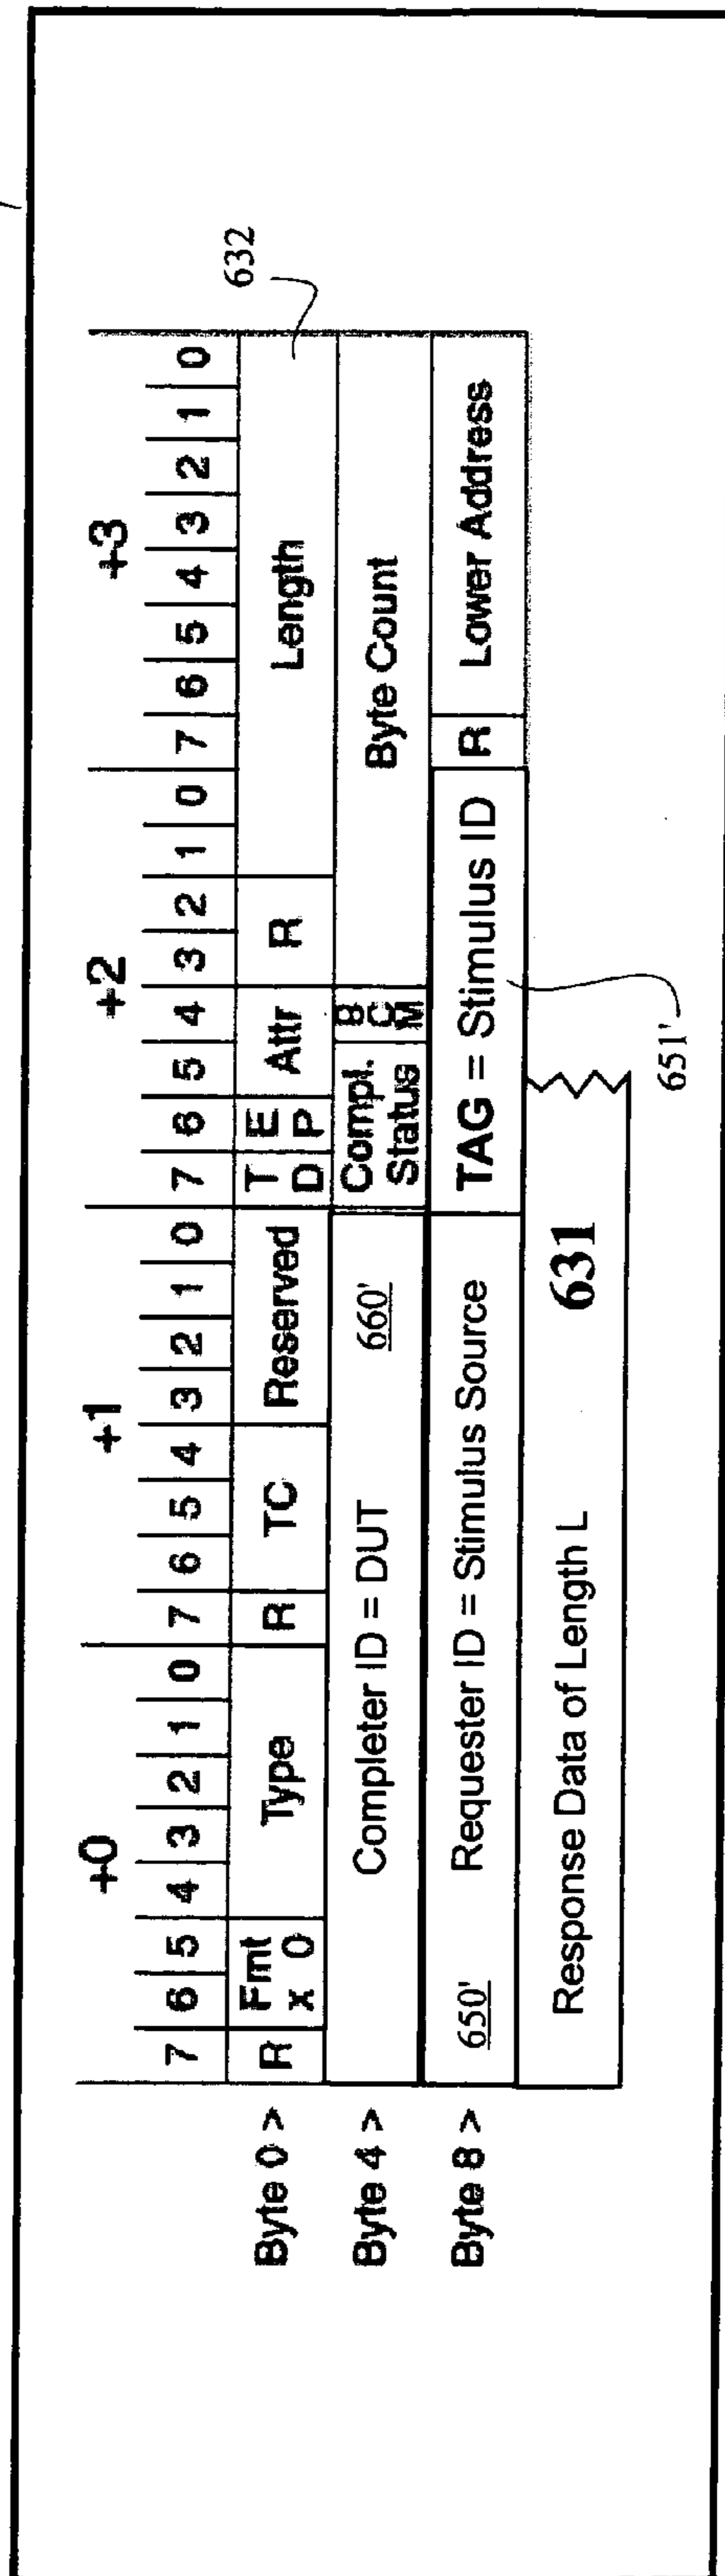 +0 +1 +2 +3
7 6 5 4 3 2 1 0 7 6 5 4 3 2 1 0 7 6 5 4 3 2 1 0 7 6 5 4 3 2 1 0
632
Byte 0 > R Fmt x 0 Type R TC Reserved T D E P Attr R Length
Byte 4 > Completer ID = DUT 660' Compl. Status B C M Byte Count
Byte 8 > 650' Requester ID = Stimulus Source TAG = Stimulus ID R Lower Address
Response Data of Length L 631
651'